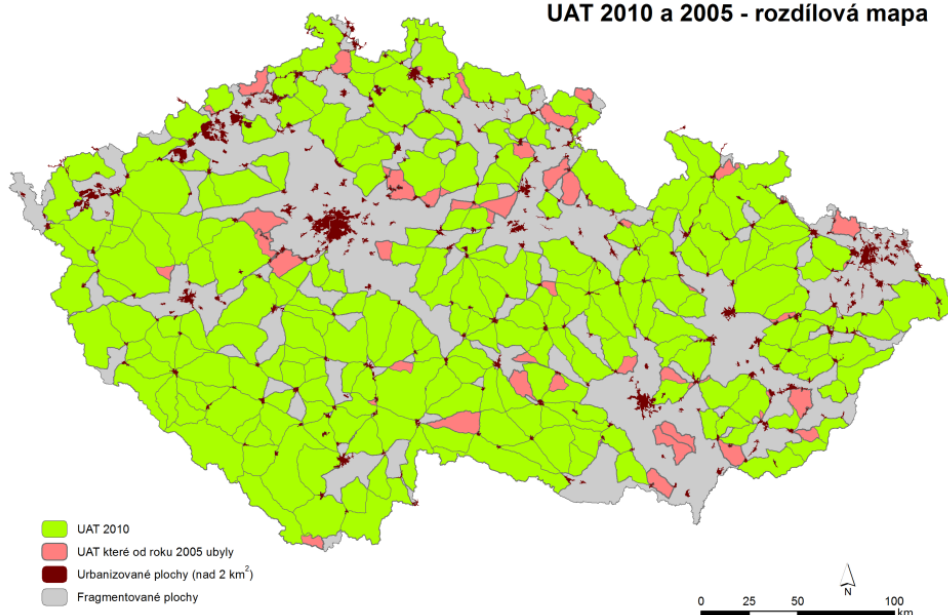 UAT 2010 a 2005 - rozdílová mapa
UAT 2010
UAT které od roku 2005 ubyly
Urbanizované plochy (nad 2 km²)
Fragmentované plochy
N
0 25 50 100
km